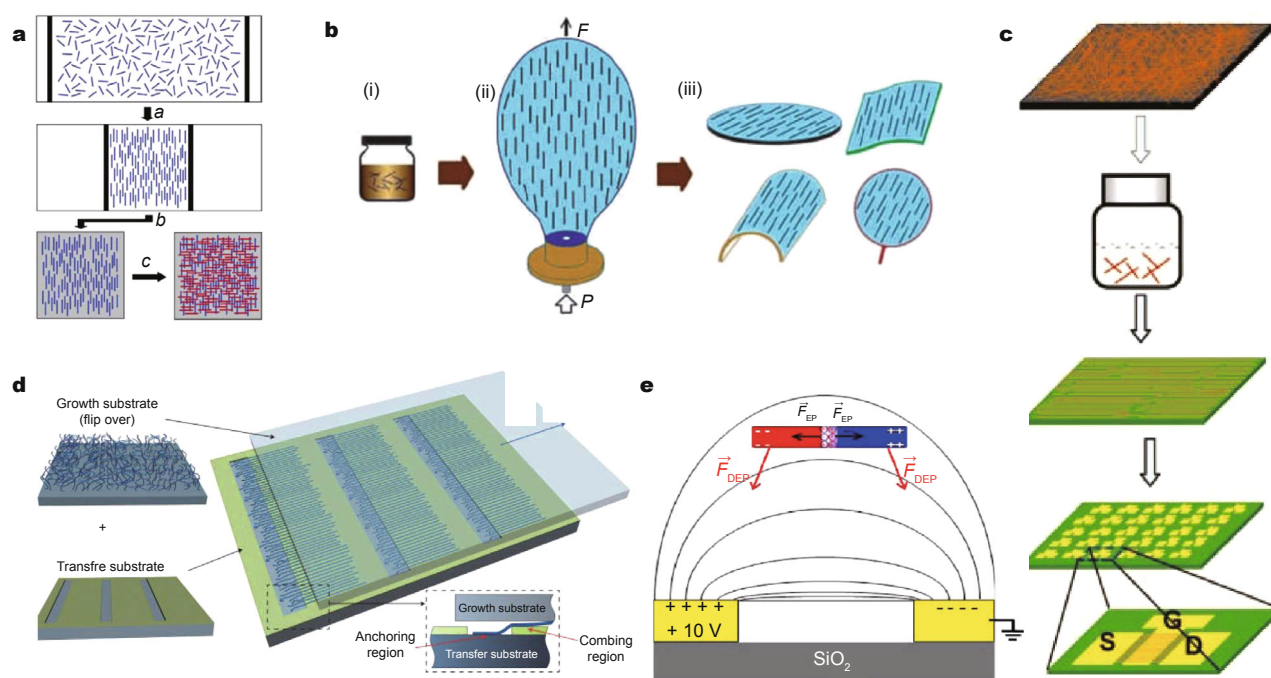 a
a
b
c
b
(i)
(ii)
F
P
(iii)
c
S
G
D
d
Growth substrate
(flip over)
+
Transfre substrate
Growth substrate
Anchoring
region
Transfer substrate
Combing
region
e
F EP
F EP
- -
- -
+ +
+ +
F DEP
F DEP
+ + + +
+ 10 V
- - - -
SiO2